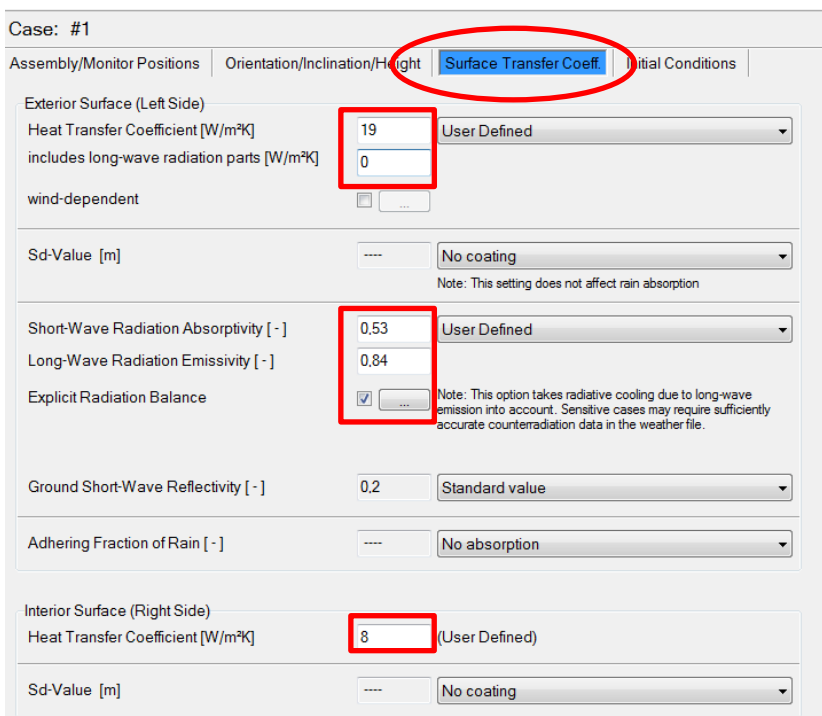 Case: #1
Assembly/Monitor Positions Orientation/Inclination/Height Surface Transfer Coeff. Initial Conditions
Exterior Surface (Left Side)
Heat Transfer Coefficient [W/m²K] 19 User Defined
includes long-wave radiation parts [W/m²K] 0
wind-dependent ...
Sd-Value [m] ---- No coating
Note: This setting does not affect rain absorption
Short-Wave Radiation Absorptivity [ - ] 0,53 User Defined
Long-Wave Radiation Emissivity [ - ] 0,84
Explicit Radiation Balance ... Note: This option takes radiative cooling due to long-wave
emission into account. Sensitive cases may require sufficiently
accurate counterradiation data in the weather file.
Ground Short-Wave Reflectivity [ - ] 0,2 Standard value
Adhering Fraction of Rain [ - ] ---- No absorption
Interior Surface (Right Side)
Heat Transfer Coefficient [W/m²K] 8 (User Defined)
Sd-Value [m] ---- No coating